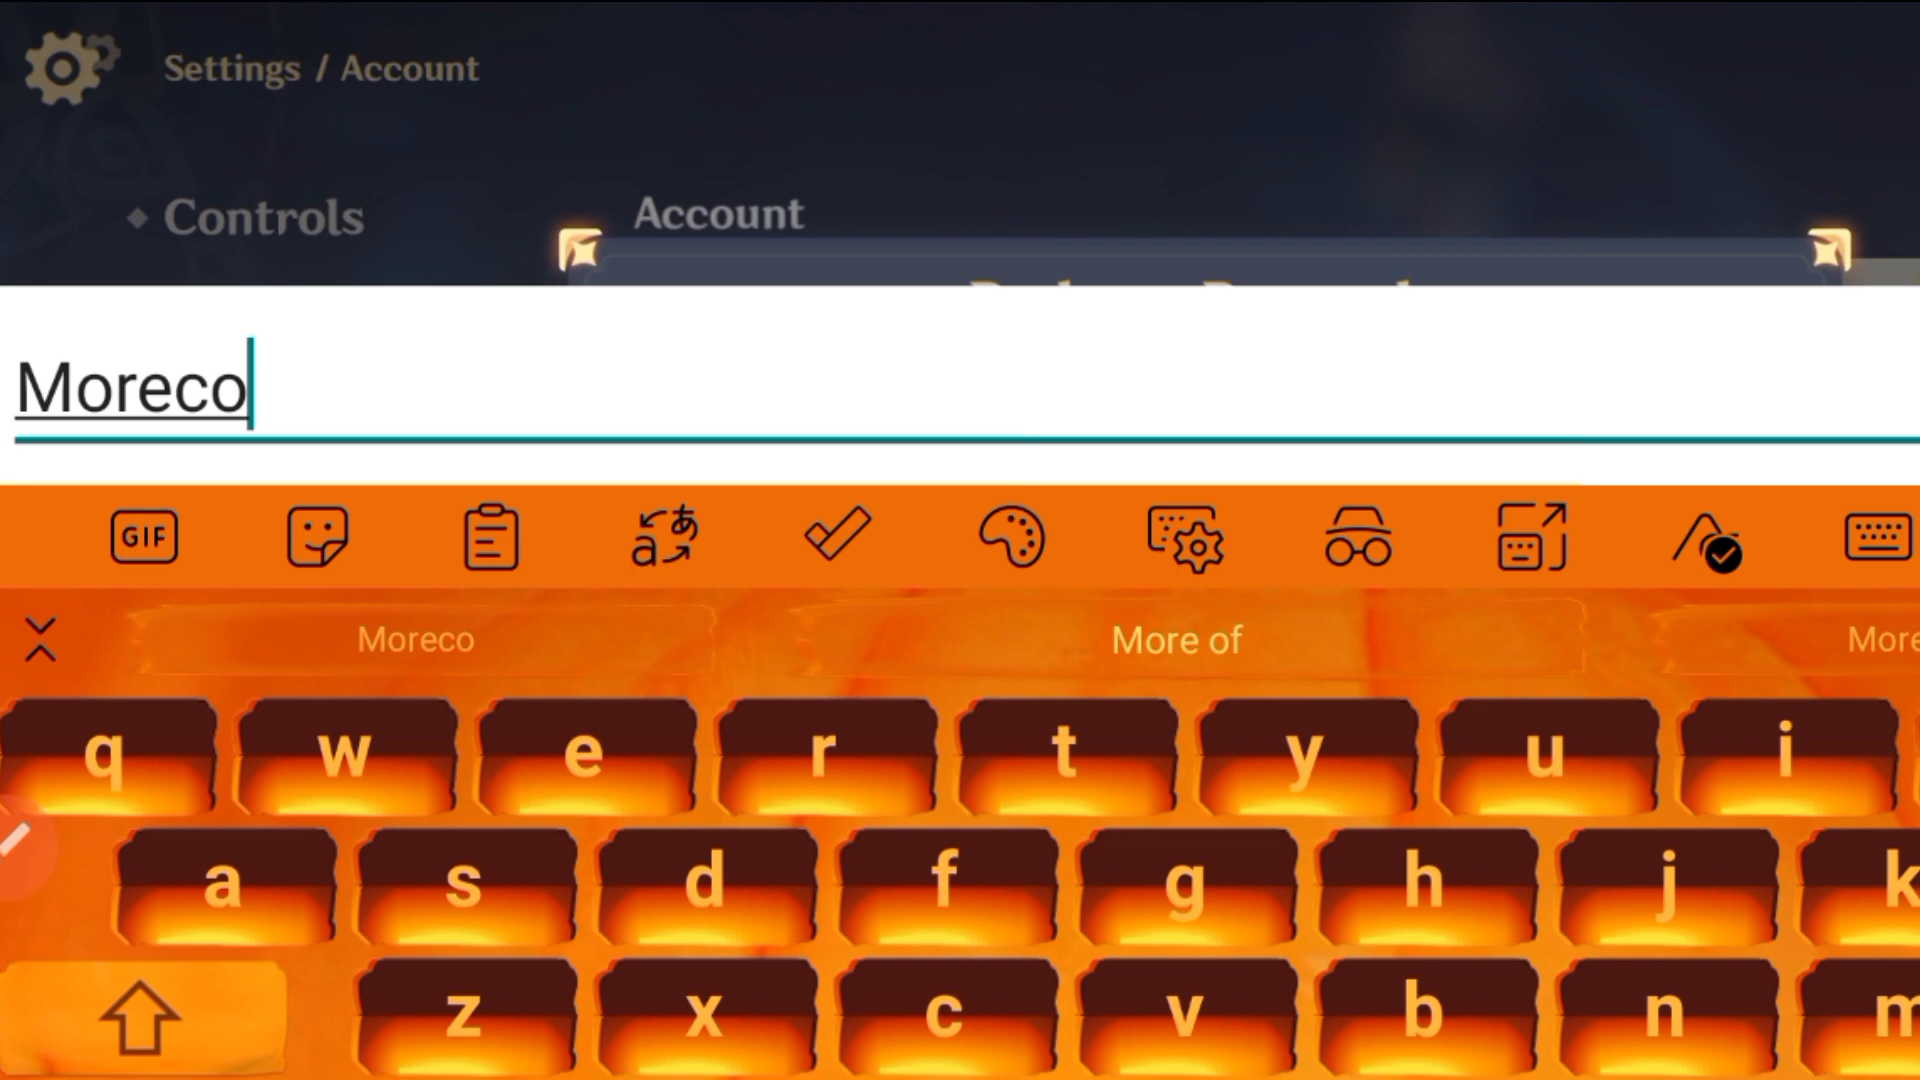 Settings / Account
Controls
Account
Moreco
GIF
Moreco
More of
q w e r t y u i
a s d f g h j k
z x c v b n m